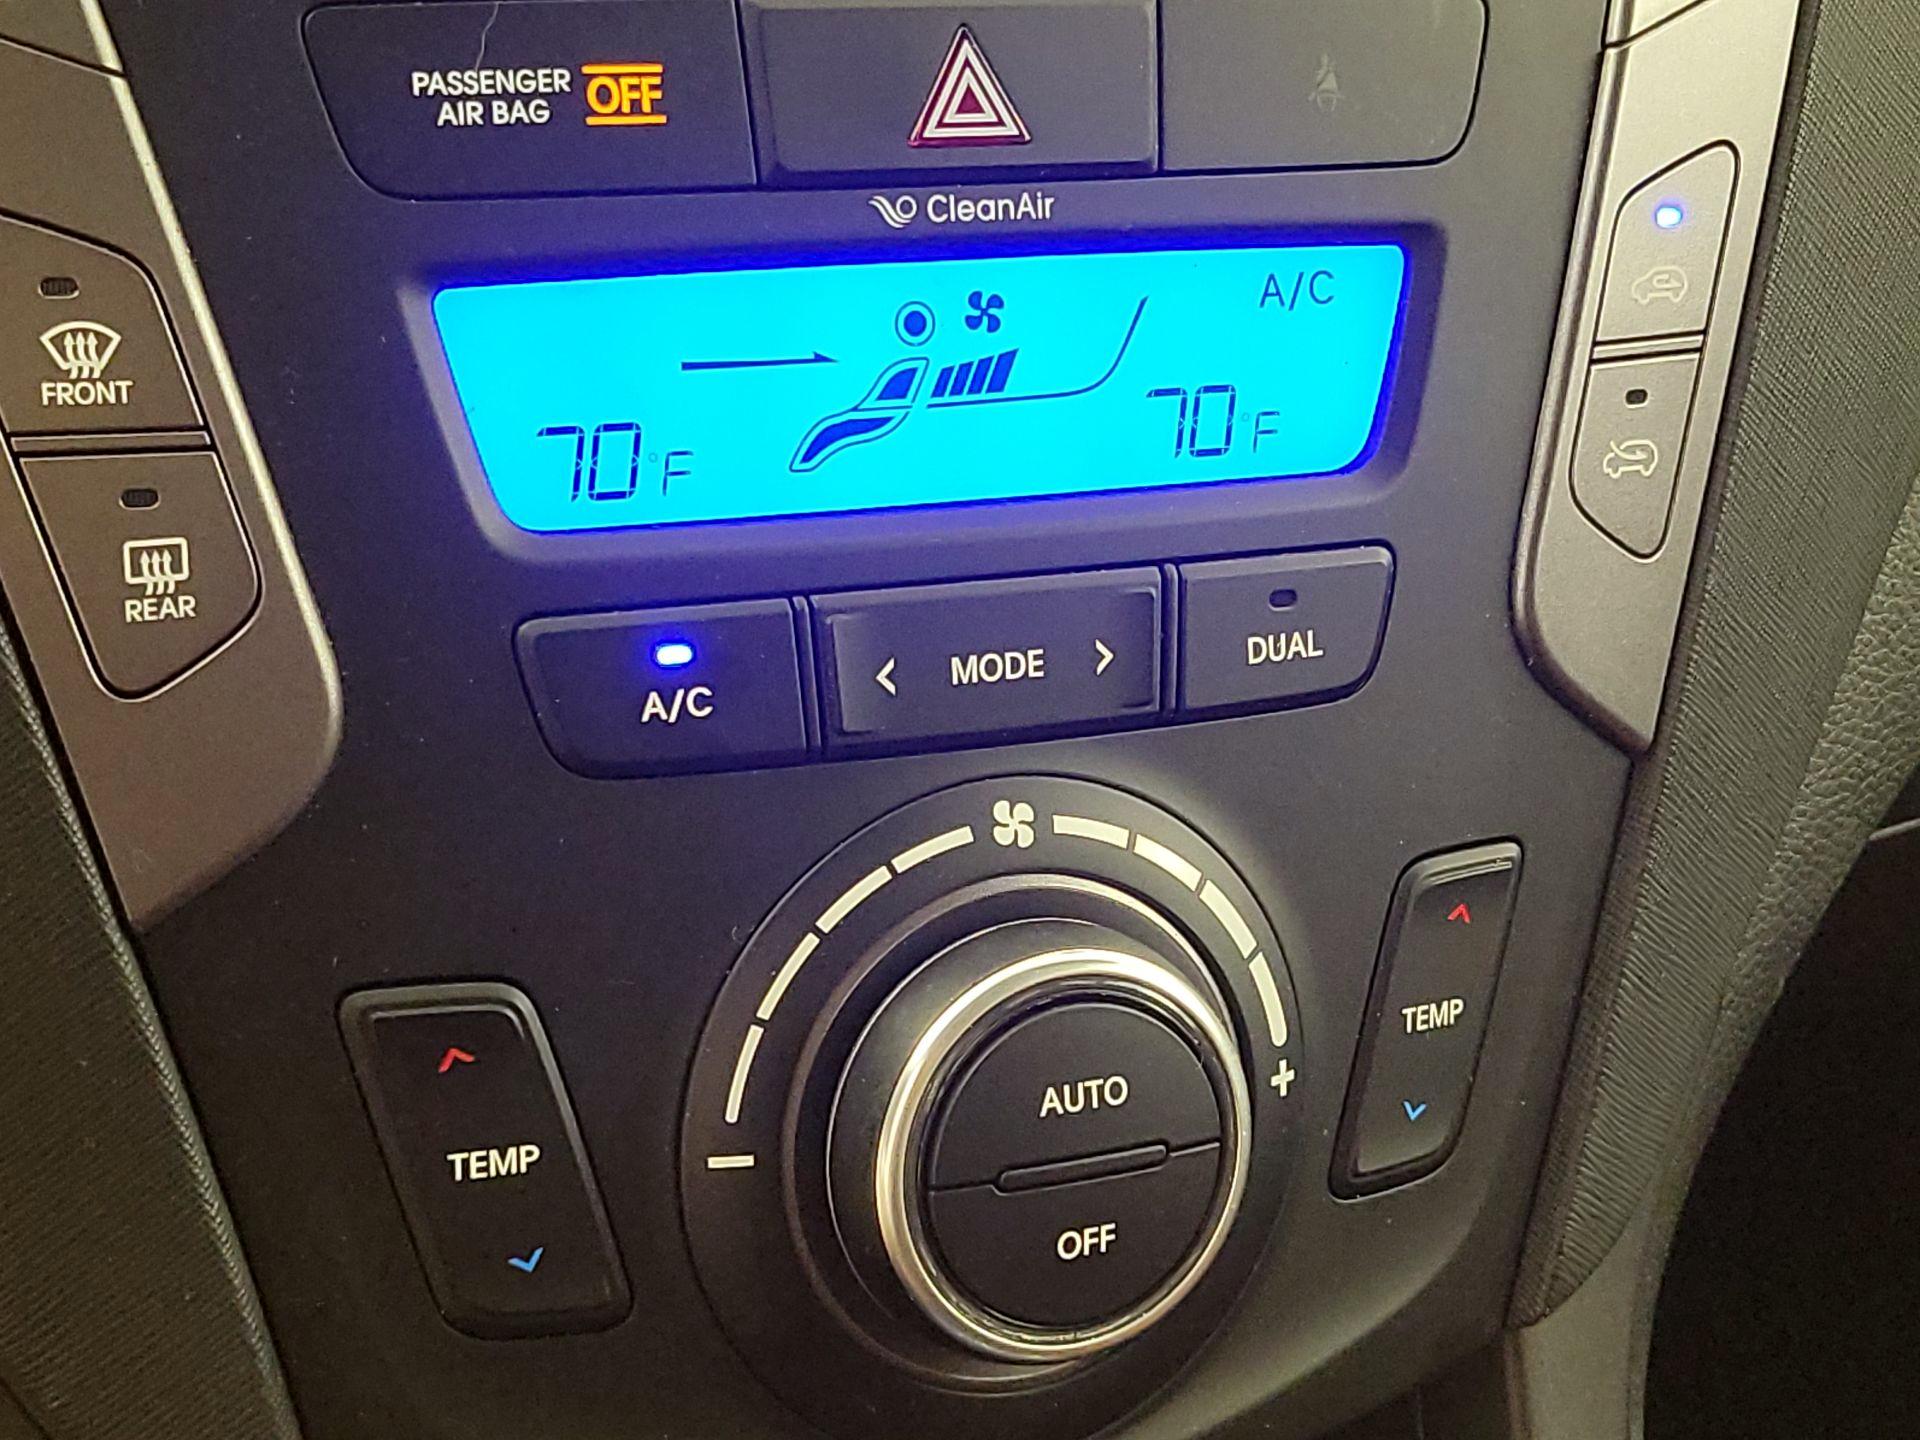 PASSENGER
AIR BAG OFF
CleanAir
A/C
70°F
70°F
FRONT
REAR
A/C
< MODE >
DUAL
TEMP
TEMP
AUTO
OFF
- +